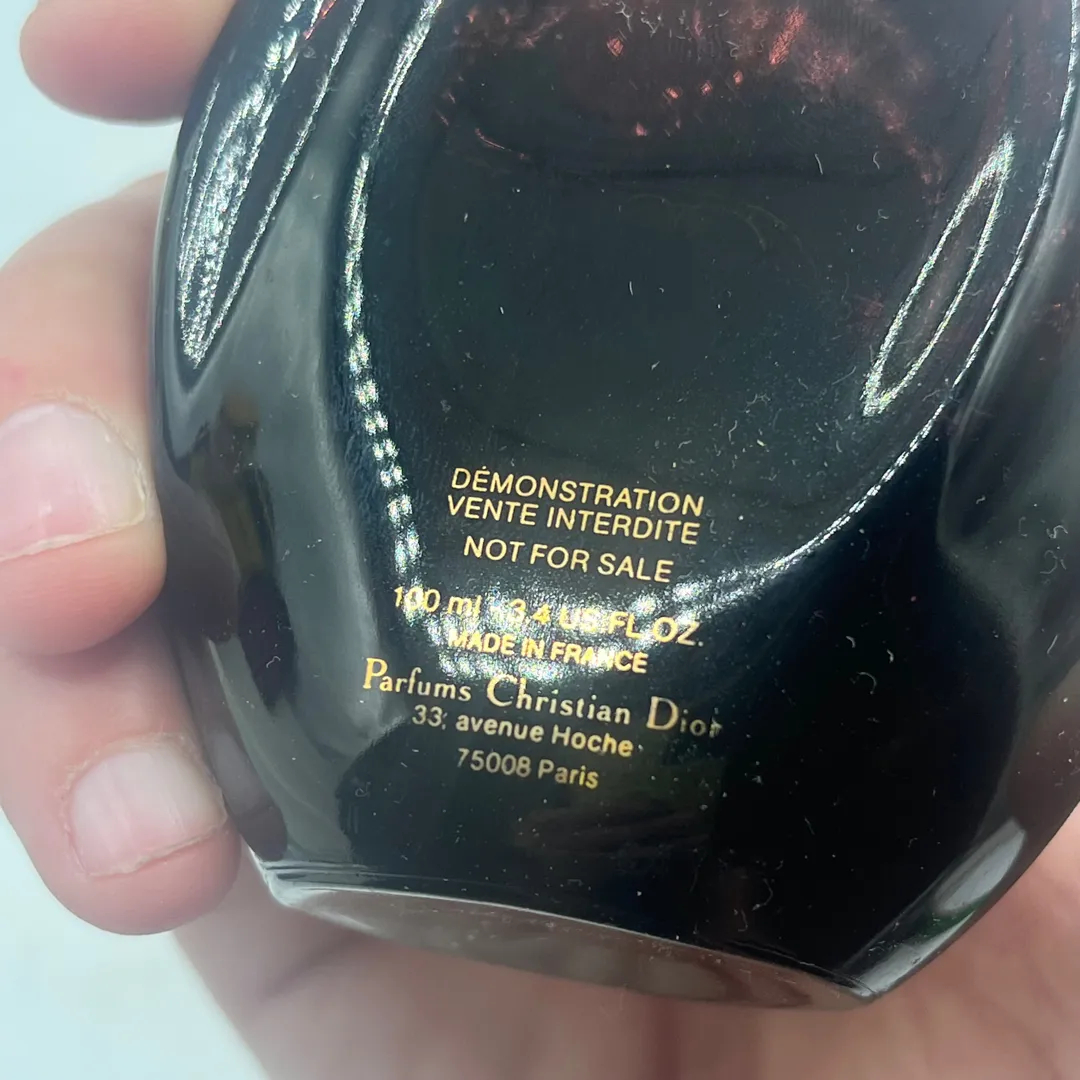 DÉMONSTRATION
VENTE INTERDITE
NOT FOR SALE
100 ml - 3.4 US FL OZ.
MADE IN FRANCE
Parfums Christian Dior
33, avenue Hoche
75008 Paris